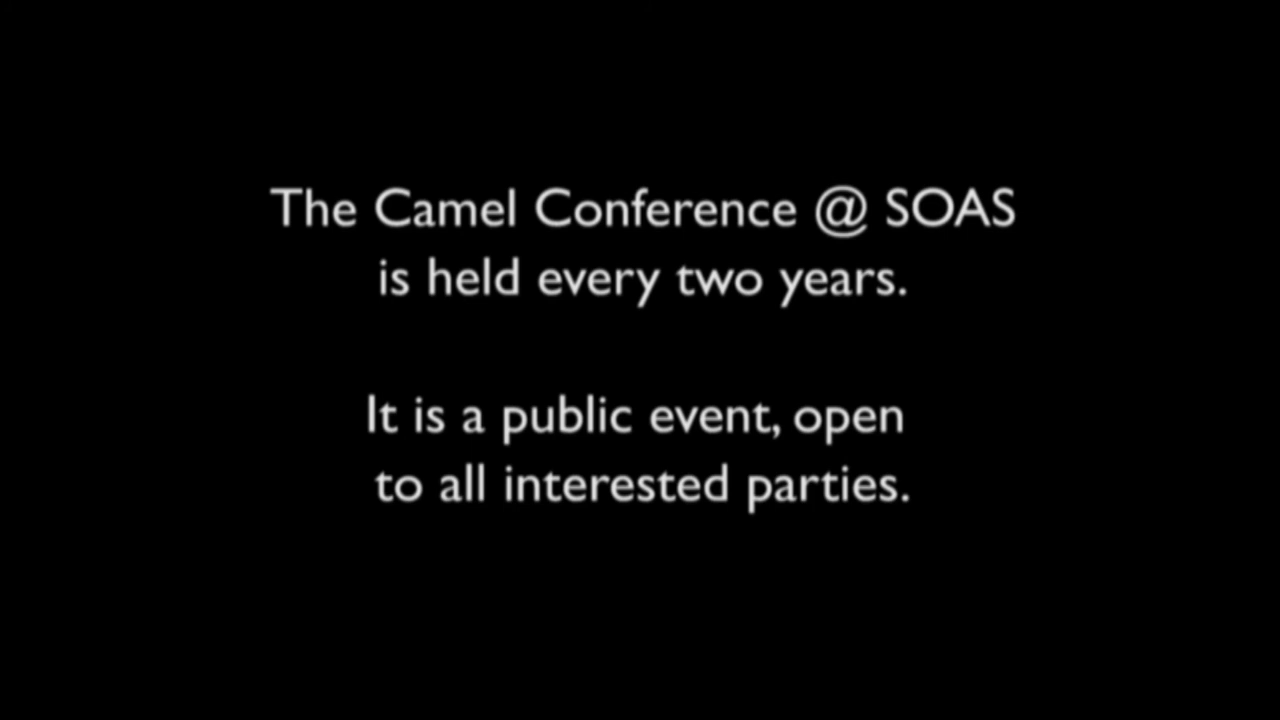 The Camel Conference @ SOAS
is held every two years.
It is a public event, open
to all interested parties.